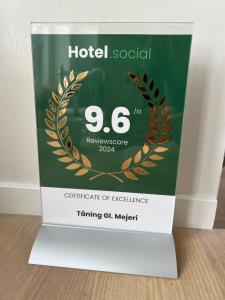 Hotel.social
9.6 /10
Reviewscore
2024
CERTIFICATE OF EXCELLENCE
Tåning Gl. Mejeri